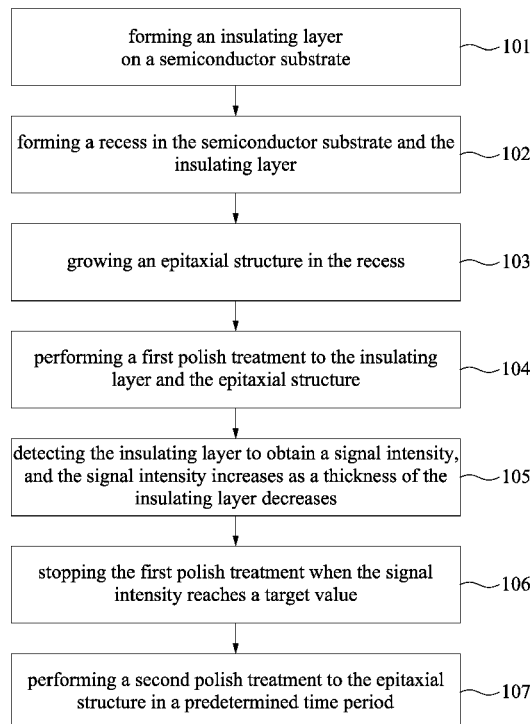 forming an insulating layer
on a semiconductor substrate
101
forming a recess in the semiconductor substrate and the
insulating layer
102
growing an epitaxial structure in the recess
103
performing a first polish treatment to the insulating
layer and the epitaxial structure
104
detecting the insulating layer to obtain a signal intensity,
and the signal intensity increases as a thickness of the
insulating layer decreases
105
stopping the first polish treatment when the signal
intensity reaches a target value
106
performing a second polish treatment to the epitaxial
structure in a predetermined time period
107